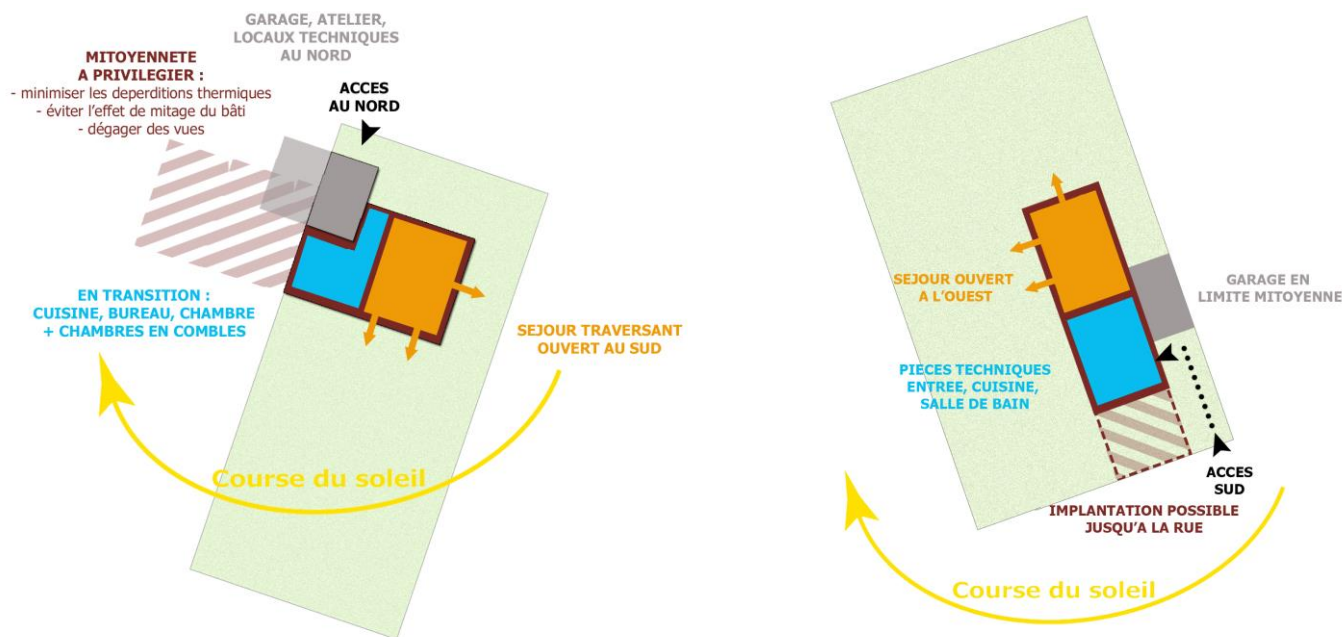 GARAGE, ATELIER,
LOCAUX TECHNIQUES
AU NORD
MITOYENNETE
A PRIVILEGIER :
- minimiser les deperditions thermiques
- éviter l'effet de mitage du bâti
- dégager des vues
ACCES
AU NORD
EN TRANSITION :
CUISINE, BUREAU, CHAMBRE
+ CHAMBRES EN COMBLES
SEJOUR TRAVERSANT
OUVERT AU SUD
Course du soleil
SEJOUR OUVERT
A L'OUEST
GARAGE EN
LIMITE MITOYENNE
PIECES TECHNIQUES
ENTREE, CUISINE,
SALLE DE BAIN
ACCES
SUD
IMPLANTATION POSSIBLE
JUSQU'A LA RUE
Course du soleil